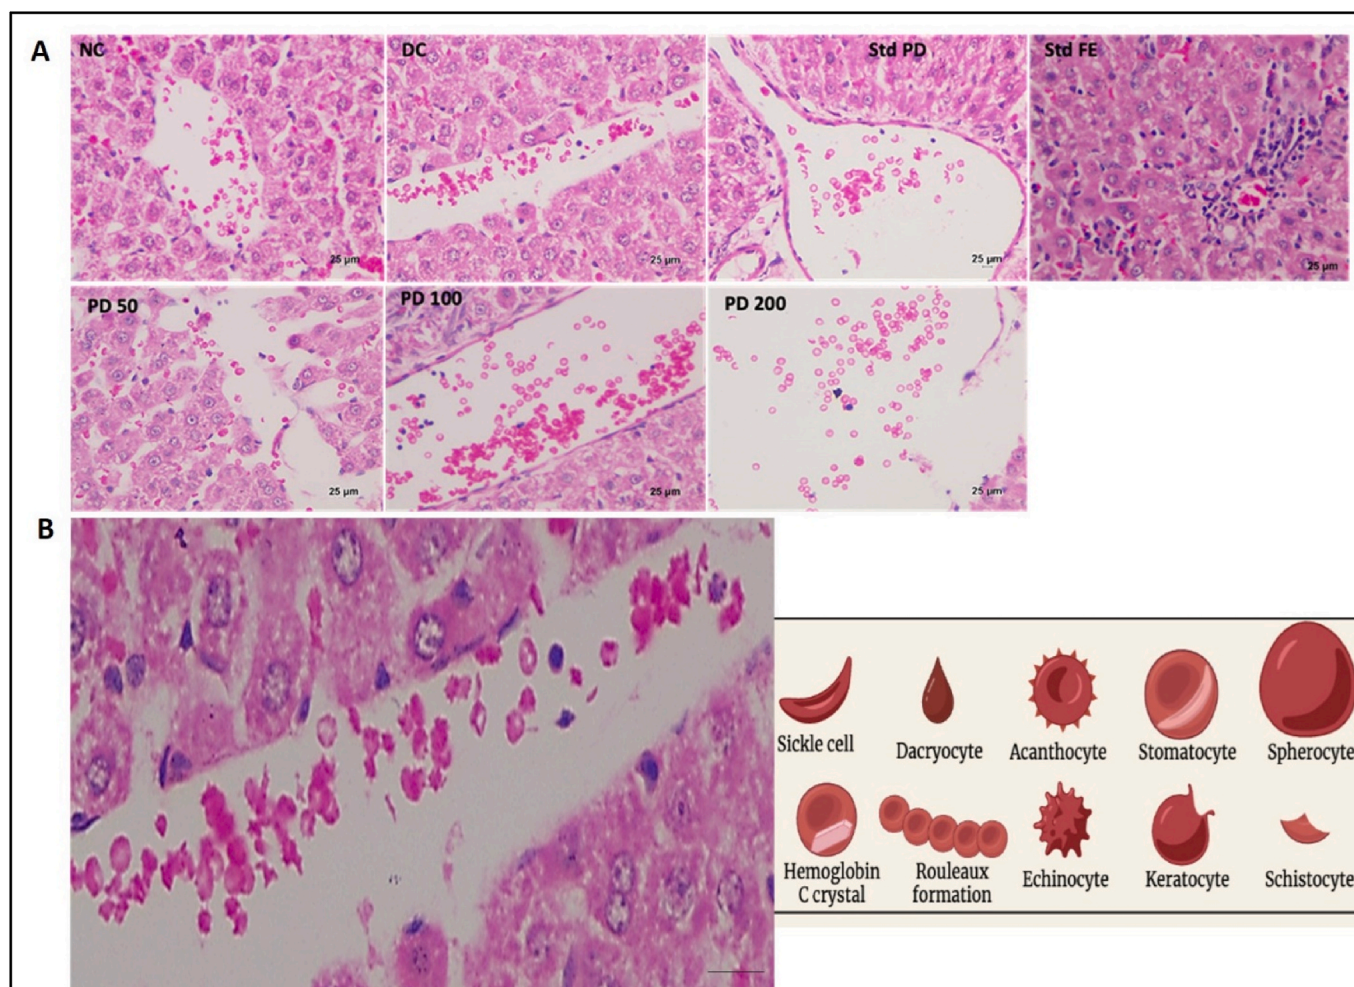 A
NC
DC
Std PD
Std FE
25 µm
25 µm
25 µm
25 µm
PD 50
PD 100
PD 200
25 µm
25 µm
25 µm
B
Sickle cell
Dacryocyte
Acanthocyte
Stomatocyte
Spherocyte
Hemoglobin
C crystal
Rouleaux
formation
Echinocyte
Keratocyte
Schistocyte